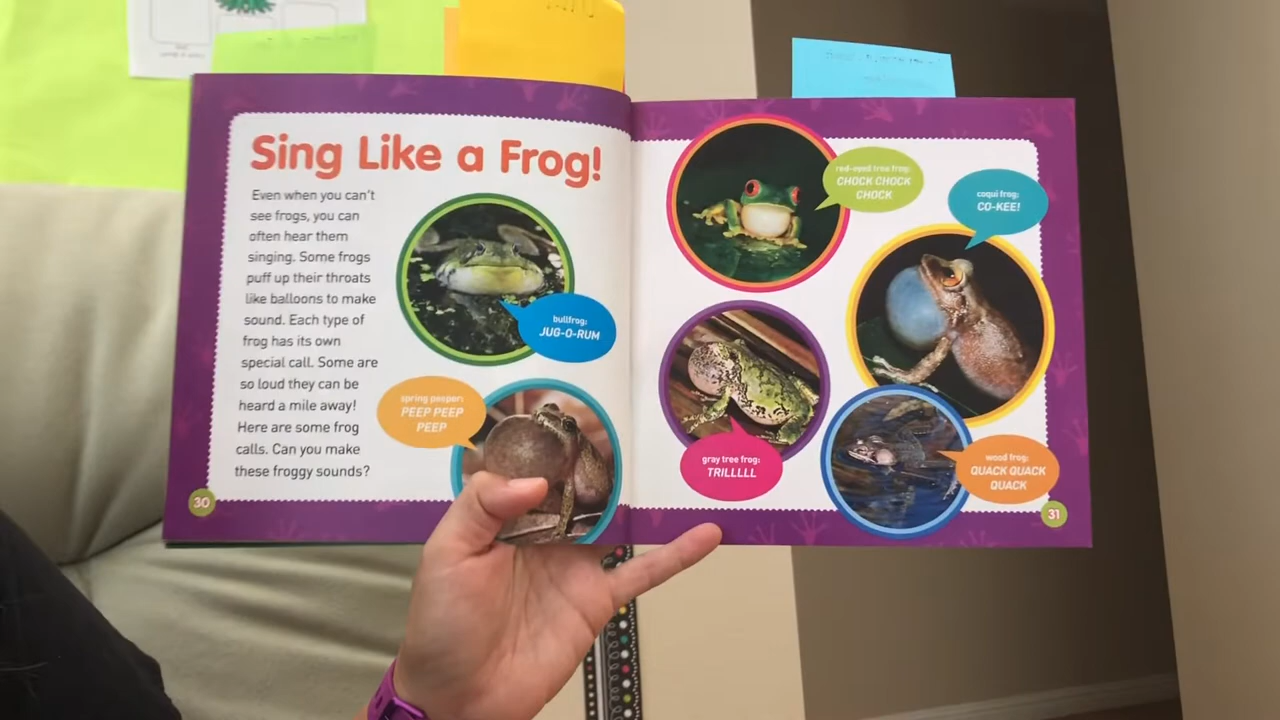 Sing Like a Frog!
Even when you can't
see frogs, you can
often hear them
singing. Some frogs
puff up their throats
like balloons to make
sound. Each type of
frog has its own
special call. Some are
so loud they can be
heard a mile away!
Here are some frog
calls. Can you make
these froggy sounds?
bullfrog:
JUG-O-RUM
spring peeper:
PEEP PEEP
PEEP
30
red-eyed tree frog:
CHOCK CHOCK
CHOCK
coqui frog:
CO-KEE!
gray tree frog:
TRILLLLL
wood frog:
QUACK QUACK
QUACK
31